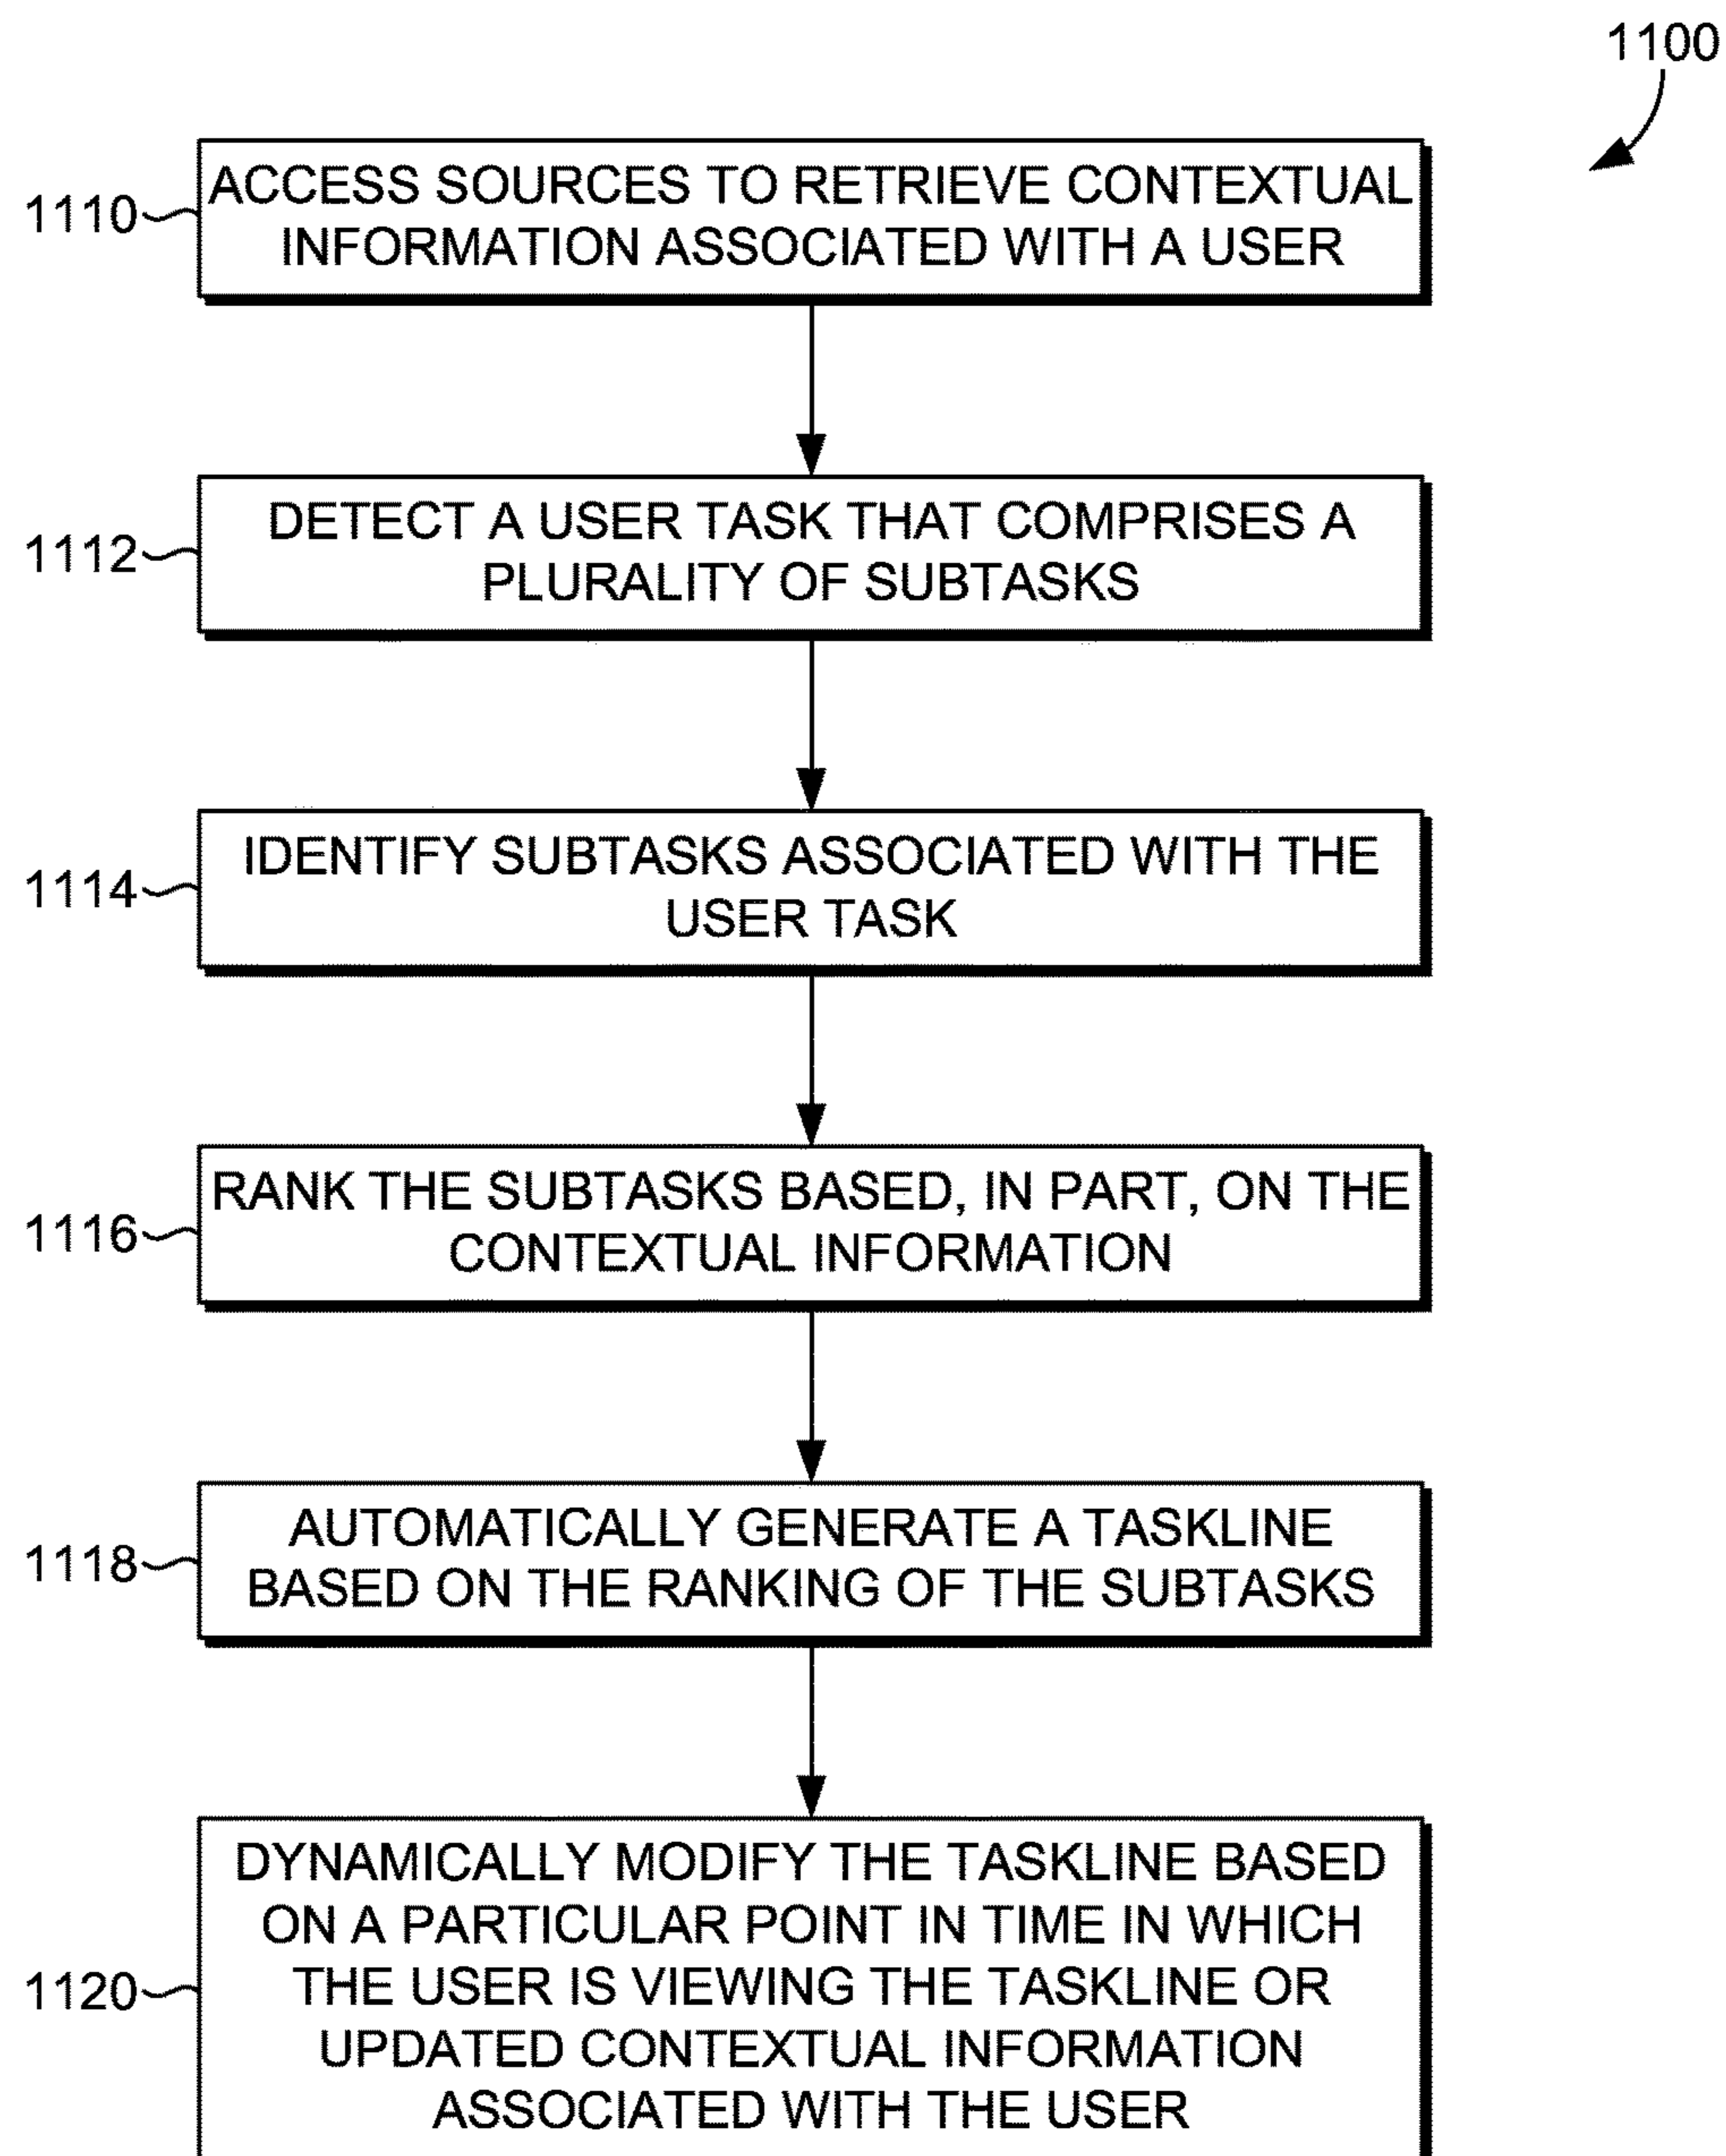 1100
1110
ACCESS SOURCES TO RETRIEVE CONTEXTUAL
INFORMATION ASSOCIATED WITH A USER
1112
DETECT A USER TASK THAT COMPRISES A
PLURALITY OF SUBTASKS
1114
IDENTIFY SUBTASKS ASSOCIATED WITH THE
USER TASK
1116
RANK THE SUBTASKS BASED, IN PART, ON THE
CONTEXTUAL INFORMATION
1118
AUTOMATICALLY GENERATE A TASKLINE
BASED ON THE RANKING OF THE SUBTASKS
1120
DYNAMICALLY MODIFY THE TASKLINE BASED
ON A PARTICULAR POINT IN TIME IN WHICH
THE USER IS VIEWING THE TASKLINE OR
UPDATED CONTEXTUAL INFORMATION
ASSOCIATED WITH THE USER